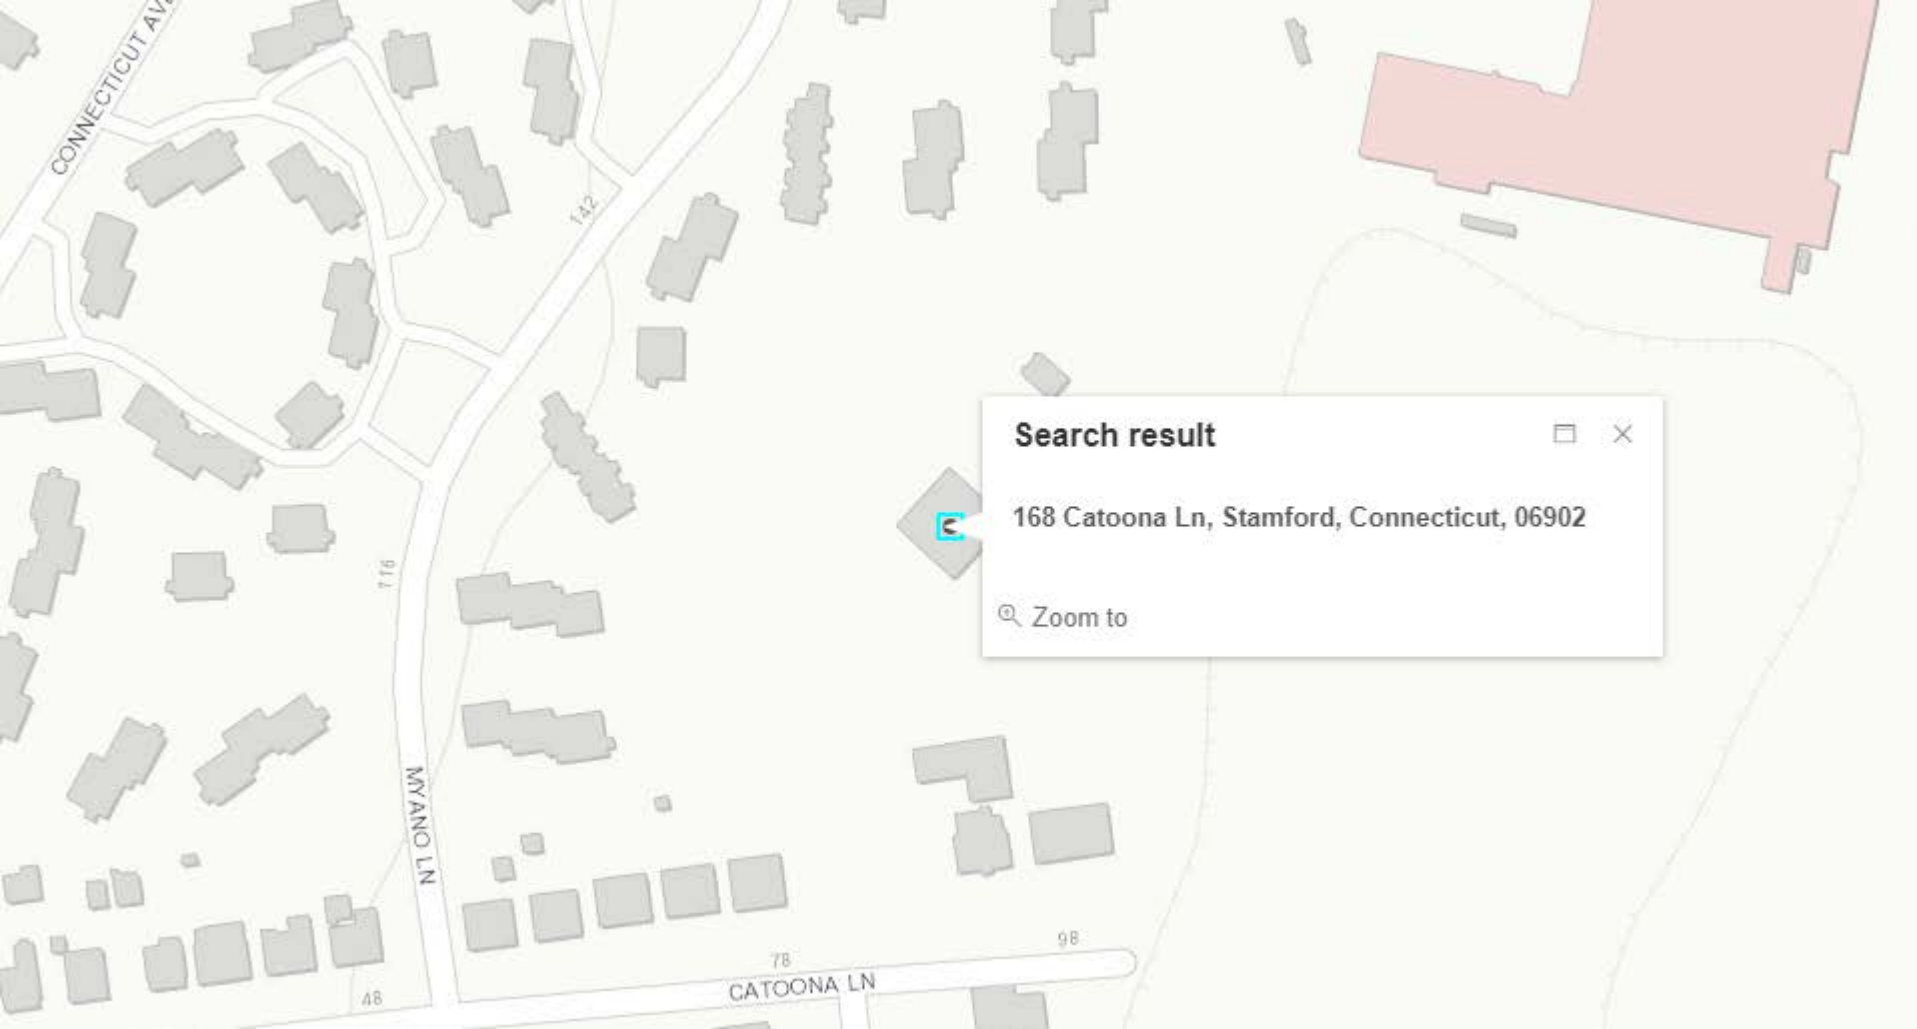 CONNECTICUT AVE
142
Search result
168 Catoona Ln, Stamford, Connecticut, 06902
116
Zoom to
MYANO LN
98
78
CATOONA LN
48